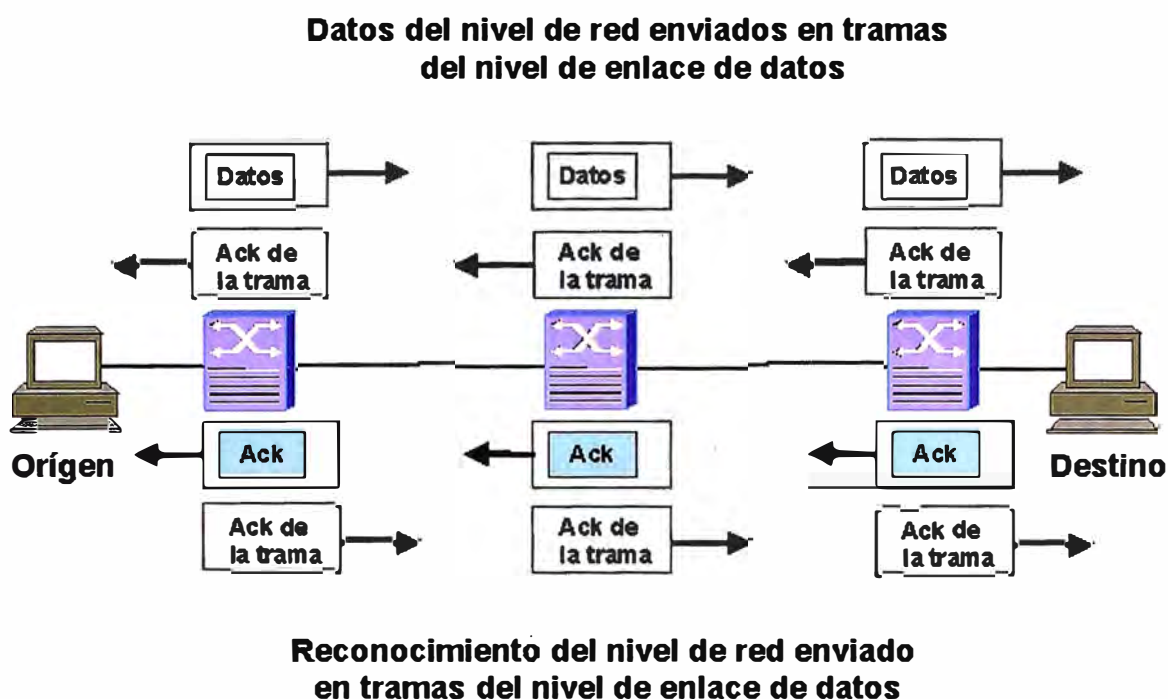 Datos del nivel de red enviados en tramas
del nivel de enlace de datos
Datos
Datos
Datos
Ack de
la trama
Ack de
la trama
Ack de
la trama
Orígen
Ack
Ack
Ack
Destino
Ack de
la trama
Ack de
la trama
Ack de
la trama
Reconocimiento del nivel de red enviado
en tramas del nivel de enlace de datos